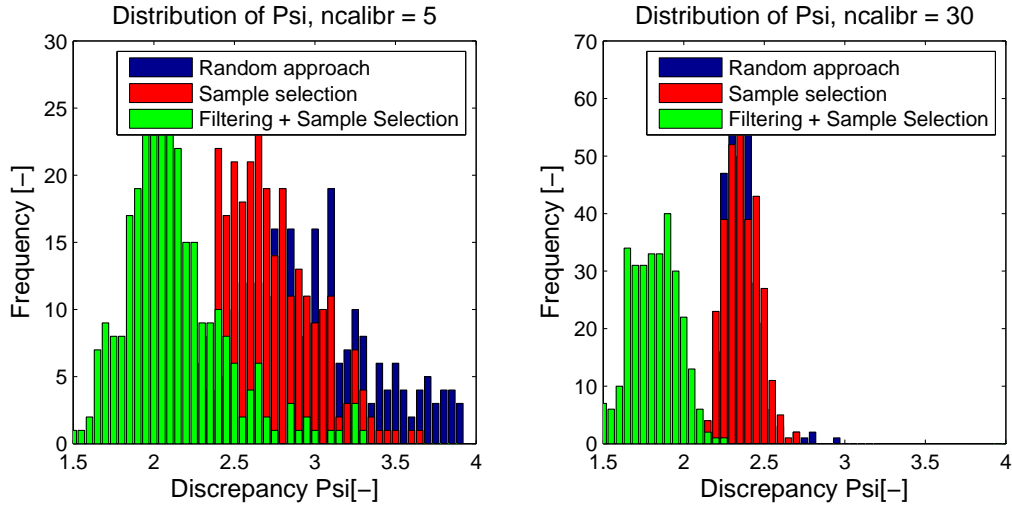 Distribution of Psi, ncalibr = 5
30
25
20
15
10
5
0
Frequency [−]
Random approach
Sample selection
Filtering + Sample Selection
1.5 2 2.5 3 3.5 4
Discrepancy Psi[−]
Distribution of Psi, ncalibr = 30
70
60
50
40
30
20
10
0
Frequency [−]
Random approach
Sample selection
Filtering + Sample Selection
1.5 2 2.5 3 3.5 4
Discrepancy Psi[−]